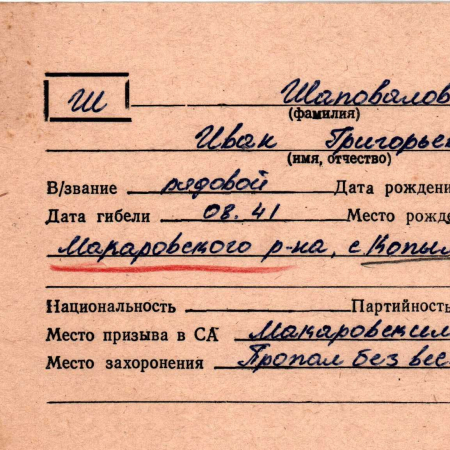 Ш Шаповалов
(фамилия)
Иван Григорьев
(имя, отчество)
В/звание рядовой Дата рождени
Дата гибели 08.41 Место рожд
Макаровского р-на, с Копыл
Национальность Партийность
Место призыва в СА Макаровским
Место захоронения Пропал без вес